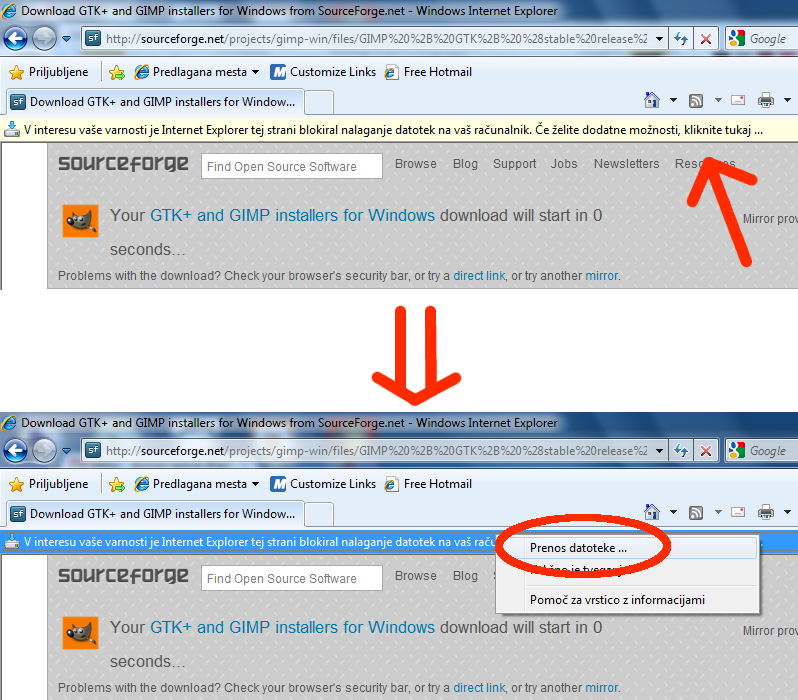 Download GTK+ and GIMP installers for Windows from SourceForge.net - Windows Internet Explorer
http://sourceforge.net/projects/gimp-win/files/GIMP%20%2B%20GTK%2B%20%28stable%20release%2 Google
Priljubljene Predlagana mesta Customize Links Free Hotmail
sf Download GTK+ and GIMP installers for Window...
V interesu vaše varnosti je Internet Explorer tej strani blokiral nalaganje datotek na vaš računalnik. Če želite dodatne možnosti, kliknite tukaj ...
sourceforge Find Open Source Software Browse Blog Support Jobs Newsletters
Your GTK+ and GIMP installers for Windows download will start in 0
Mirror prov
seconds...
Problems with the download? Check your browser's security bar, or try a direct link, or try another mirror.
Download GTK+ and GIMP installers for Windows from SourceForge.net - Windows Internet Explorer
http://sourceforge.net/projects/gimp-win/files/GIMP%20%2B%20GTK%2B%20%28stable%20release%2 Google
Priljubljene Predlagana mesta Customize Links Free Hotmail
sf Download GTK+ and GIMP installers for Window...
V interesu vaše varnosti je Internet Explorer tej strani blokiral nalaganje datotek na vaš raču
Prenos datoteke ...
Pomoč za vrstico z informacijami
sourceforge Find Open Source Software Browse Blog
Your GTK+ and GIMP installers for Windows download will start in 0
Mirror prov
seconds...
Problems with the download? Check your browser's security bar, or try a direct link, or try another mirror.